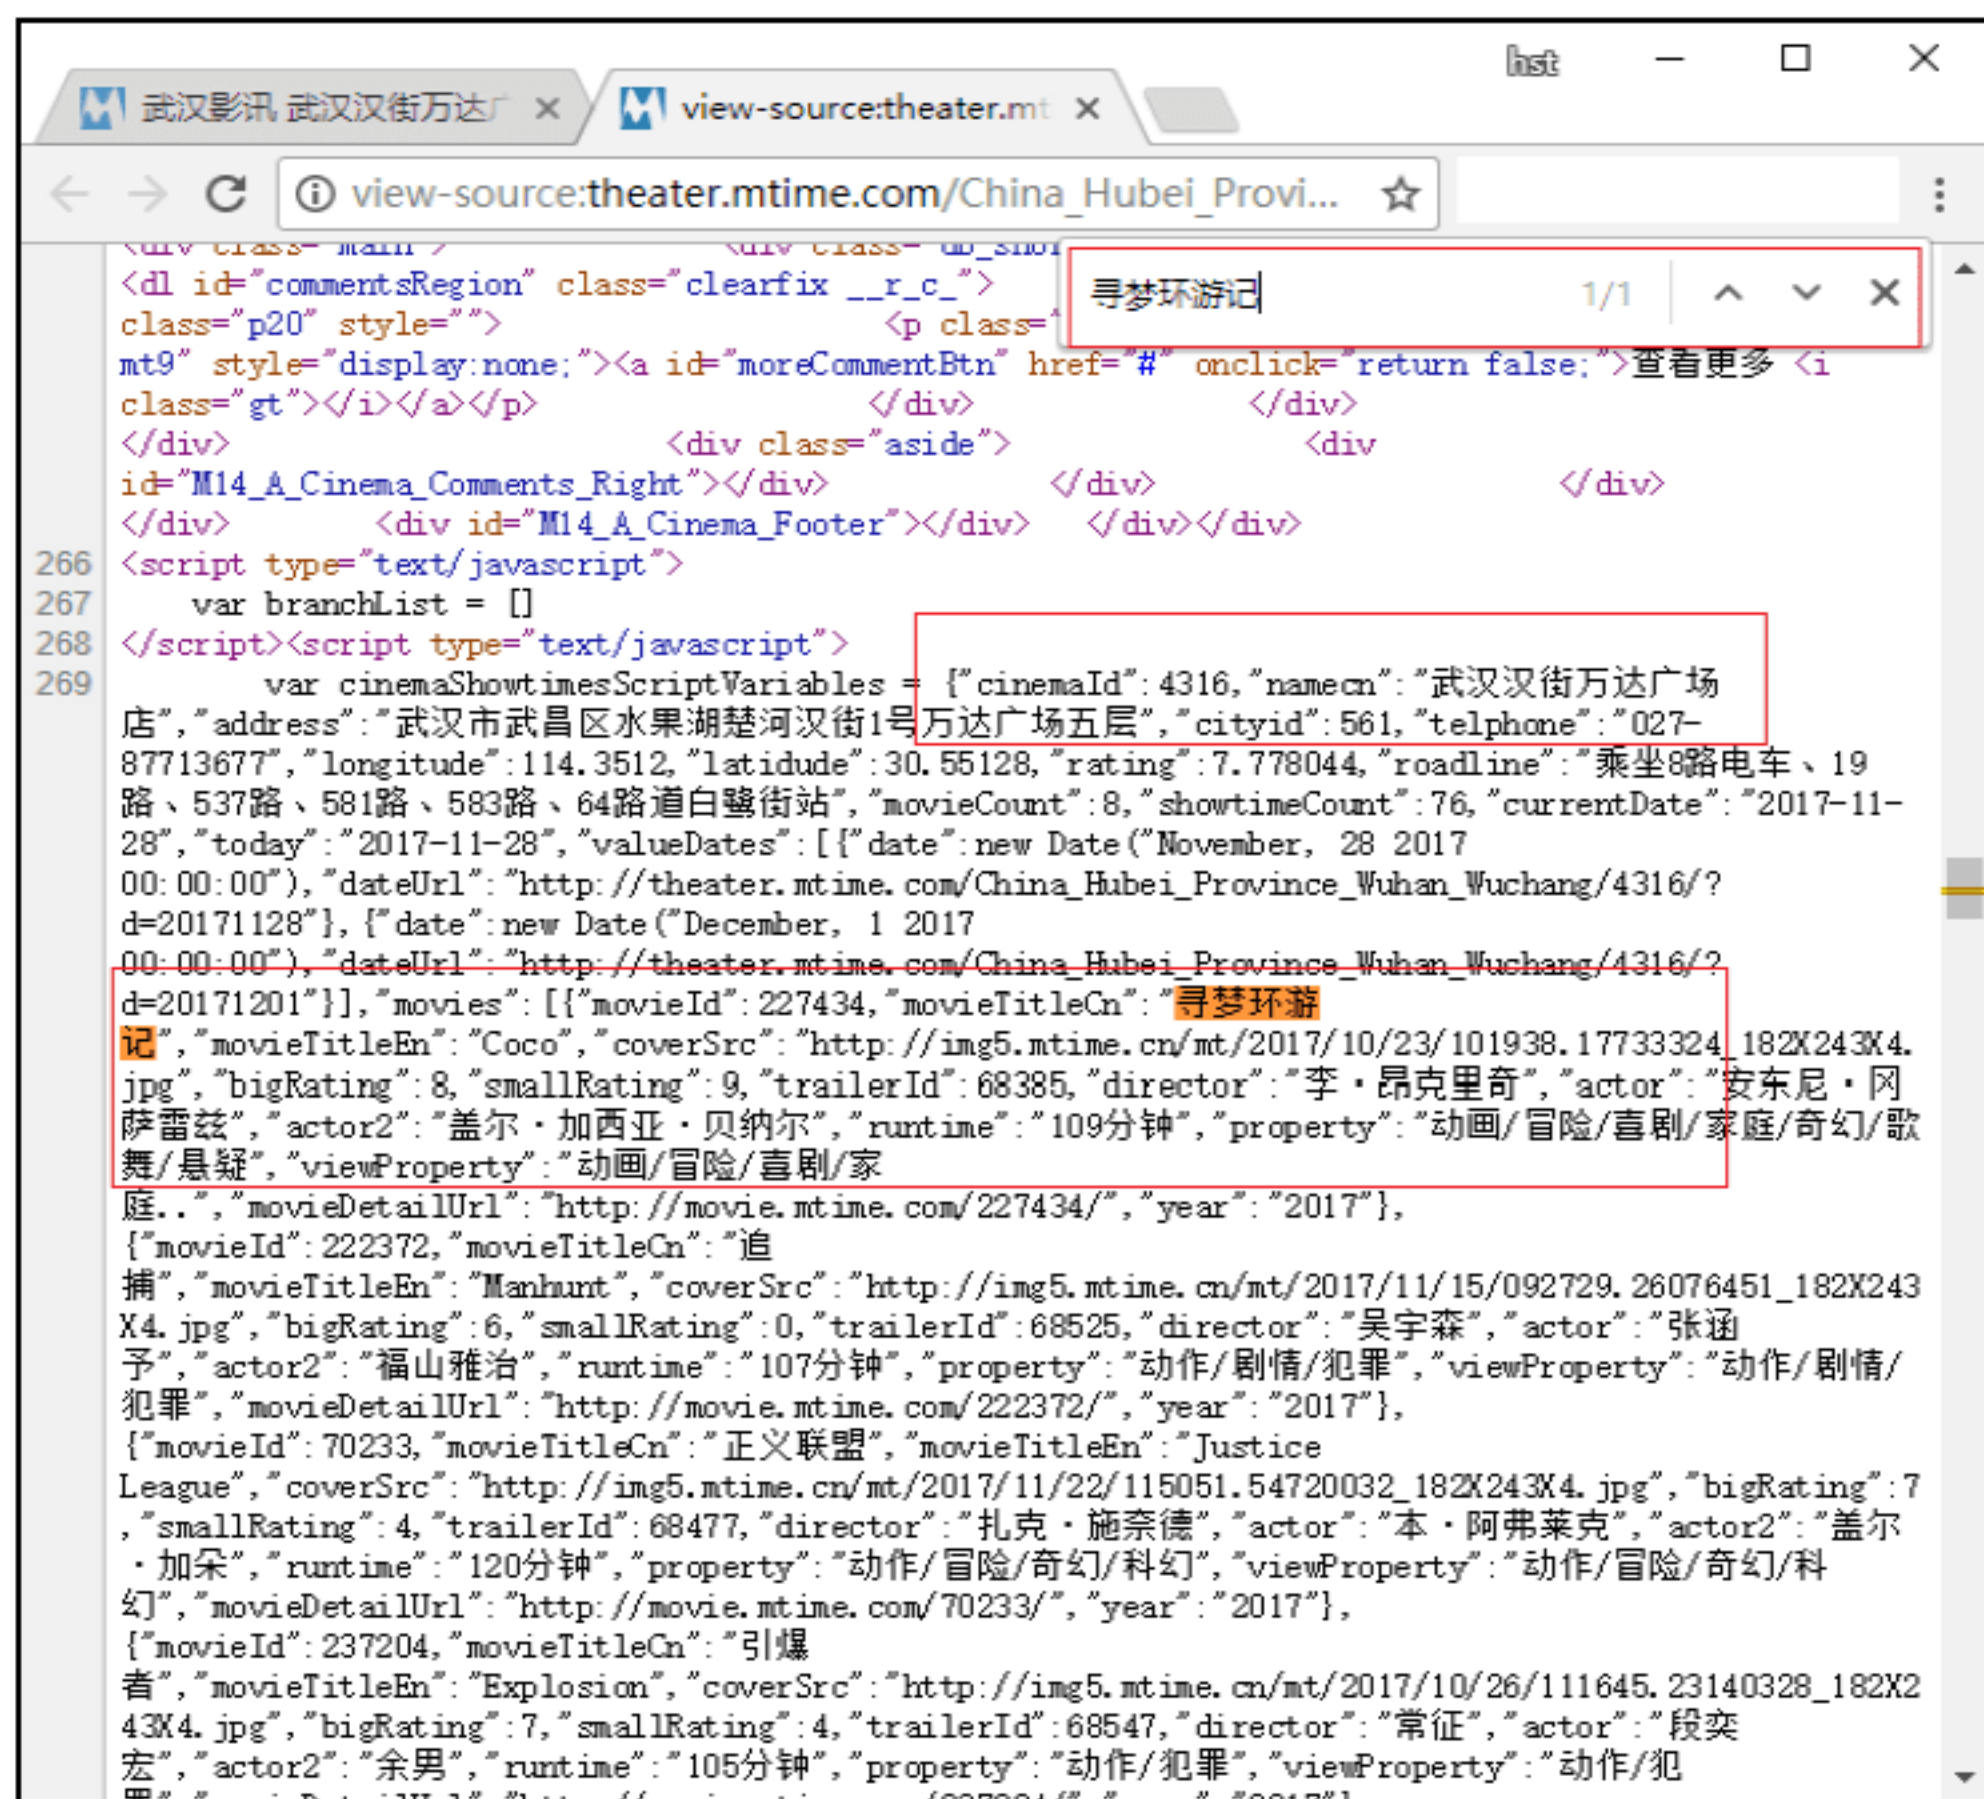 hst
武汉影讯 武汉汉街万达广
view-source:theater.mt
view-source:theater.mtime.com/China_Hubei_Provi...
寻梦环游记 1/1
<div class="main"> <div class="db_shor
<dl id="commentsRegion" class="clearfix __r_c_">
class="p20" style=""> <p class="
mt9" style="display:none;"><a id="moreCommentBtn" href="#" onclick="return false;">查看更多 <i
class="gt"></i></a></p> </div> </div>
</div> <div class="aside"> <div
id="M14_A_Cinema_Comments_Right"></div> </div> </div>
</div> <div id="M14_A_Cinema_Footer"></div> </div></div>
266 <script type="text/javascript">
267 var branchList = []
268 </script><script type="text/javascript">
269 var cinemaShowtimesScriptVariables = {"cinemaId":4316,"namecn":"武汉汉街万达广场
店","address":"武汉市武昌区水果湖楚河汉街1号万达广场五层","cityid":561,"telphone":"027-
87713677","longitude":114.3512,"latidude":30.55128,"rating":7.778044,"roadline":"乘坐8路电车、19
路、537路、581路、583路、64路道白鹭街站","movieCount":8,"showtimeCount":76,"currentDate":"2017-11-
28","today":"2017-11-28","valueDates":[{"date":new Date("November, 28 2017
00:00:00"),"dateUrl":"http://theater.mtime.com/China_Hubei_Province_Wuhan_Wuchang/4316/?
d=20171128"},{"date":new Date("December, 1 2017
00:00:00"),"dateUrl":"http://theater.mtime.com/China_Hubei_Province_Wuhan_Wuchang/4316/?
d=20171201"}],"movies":[{"movieId":227434,"movieTitleCn":"寻梦环游
记","movieTitleEn":"Coco","coverSrc":"http://img5.mtime.cn/mt/2017/10/23/101938.17733324_182X243X4.
jpg","bigRating":8,"smallRating":9,"trailerId":68385,"director":"李·昂克里奇","actor":"安东尼·冈
萨雷兹","actor2":"盖尔·加西亚·贝纳尔","runtime":"109分钟","property":"动画/冒险/喜剧/家庭/奇幻/歌
舞/悬疑","viewProperty":"动画/冒险/喜剧/家
庭..","movieDetailUrl":"http://movie.mtime.com/227434/","year":"2017"},
{"movieId":222372,"movieTitleCn":"追
捕","movieTitleEn":"Manhunt","coverSrc":"http://img5.mtime.cn/mt/2017/11/15/092729.26076451_182X243
X4.jpg","bigRating":6,"smallRating":0,"trailerId":68525,"director":"吴宇森","actor":"张涵
予","actor2":"福山雅治","runtime":"107分钟","property":"动作/剧情/犯罪","viewProperty":"动作/剧情/
犯罪","movieDetailUrl":"http://movie.mtime.com/222372/","year":"2017"},
{"movieId":70233,"movieTitleCn":"正义联盟","movieTitleEn":"Justice
League","coverSrc":"http://img5.mtime.cn/mt/2017/11/22/115051.54720032_182X243X4.jpg","bigRating":7
,"smallRating":4,"trailerId":68477,"director":"扎克·施奈德","actor":"本·阿弗莱克","actor2":"盖尔
·加朵","runtime":"120分钟","property":"动作/冒险/奇幻/科幻","viewProperty":"动作/冒险/奇幻/科
幻","movieDetailUrl":"http://movie.mtime.com/70233/","year":"2017"},
{"movieId":237204,"movieTitleCn":"引爆
者","movieTitleEn":"Explosion","coverSrc":"http://img5.mtime.cn/mt/2017/10/26/111645.23140328_182X2
43X4.jpg","bigRating":7,"smallRating":4,"trailerId":68547,"director":"常征","actor":"段奕
宏","actor2":"余男","runtime":"105分钟","property":"动作/犯罪","viewProperty":"动作/犯